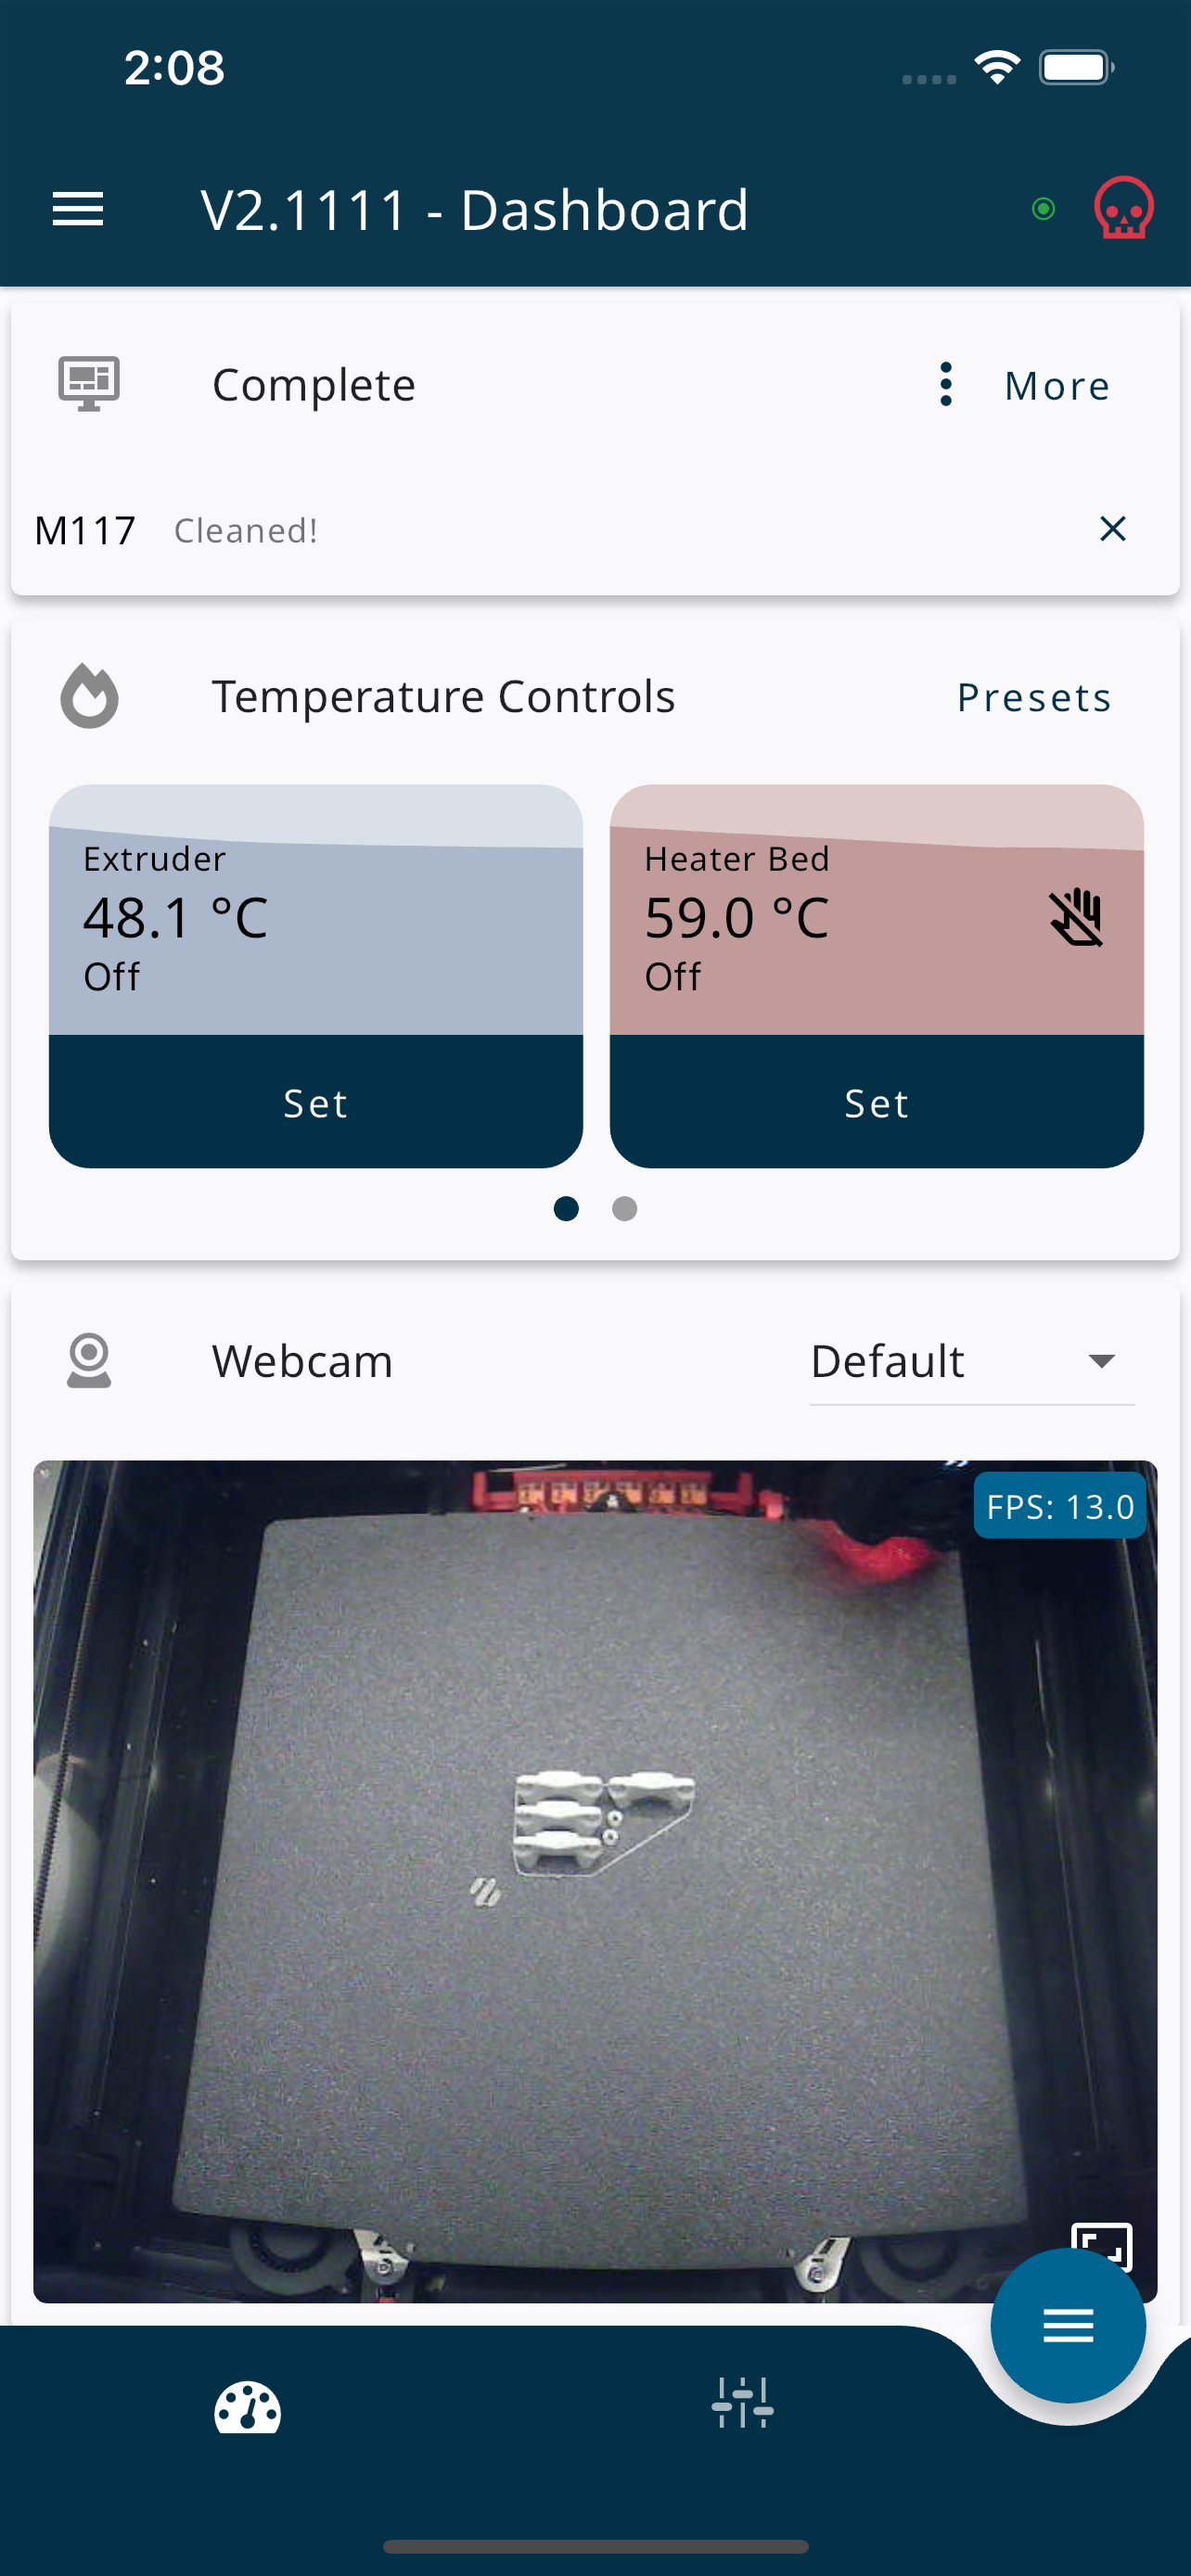 2:08
V2.1111 - Dashboard
Complete
More
M117 Cleaned!
Temperature Controls
Presets
Extruder
48.1 °C
Off
Set
Heater Bed
59.0 °C
Off
Set
Webcam
Default
FPS: 13.0